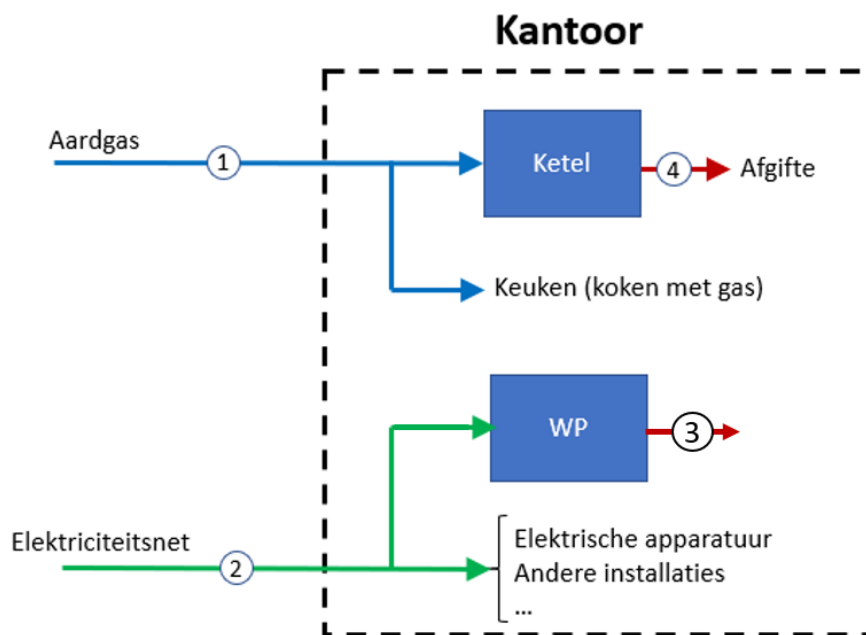 Kantoor
Aardgas
1
Ketel
4
Afgifte
Keuken (koken met gas)
WP
3
Elektriciteitsnet
2
Elektrische apparatuur
Andere installaties
...